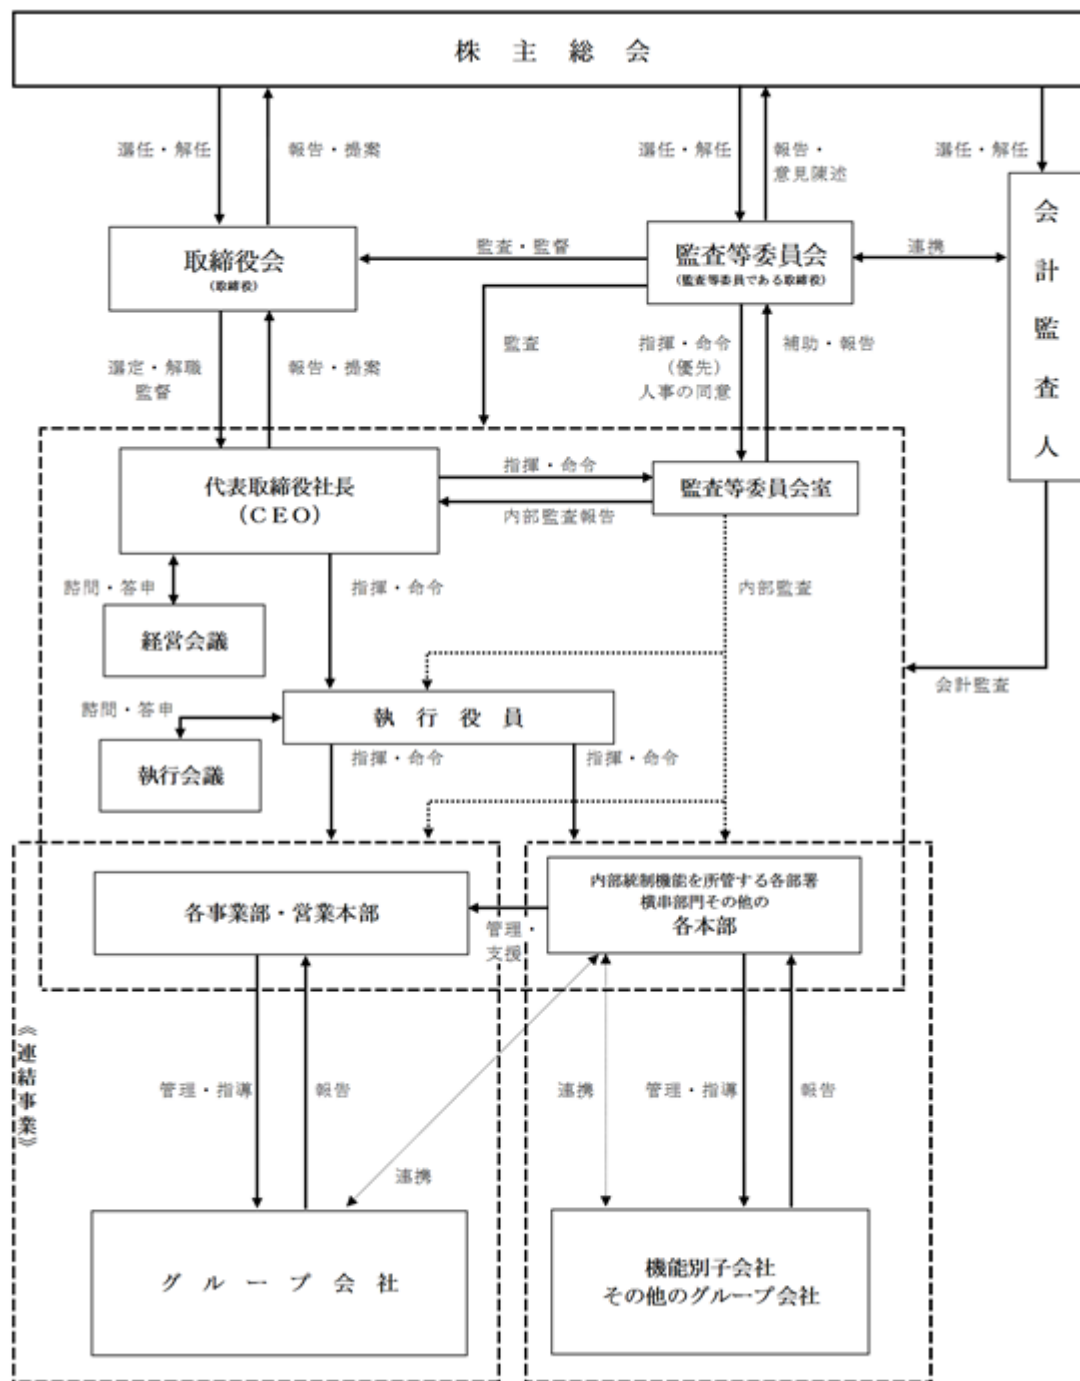 株主総会
選任・解任
報告・提案
選任・解任
報告・
意見陳述
選任・解任
取締役会
(取締役)
監査・監督
監査等委員会
(監査等委員である取締役)
連携
会計監査人
選定・解職
監督
報告・提案
監査
指揮・命令
(優先)
人事の同意
補助・報告
代表取締役社長
(CEO)
指揮・命令
内部監査報告
監査等委員会室
諮問・答申
指揮・命令
内部監査
経営会議
会計監査
執行役員
諮問・答申
執行会議
指揮・命令
指揮・命令
各事業部・営業本部
管理・
支援
内部統制機能を所管する各部署
横串部門その他の
各本部
《連結事業》
管理・指導
報告
連携
連携
管理・指導
報告
グループ会社
機能別子会社
その他のグループ会社